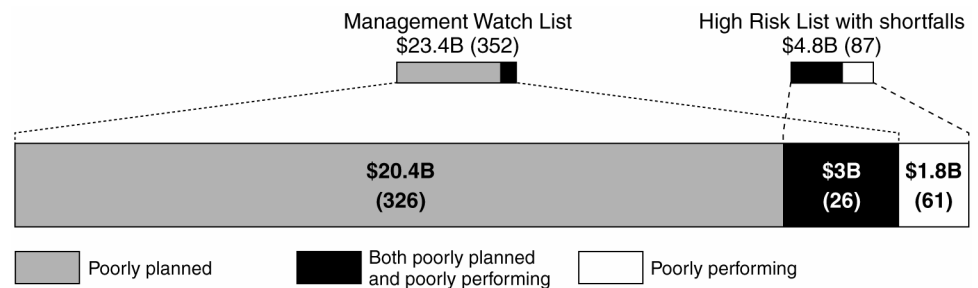 Management Watch List
$23.4B (352)
High Risk List with shortfalls
$4.8B (87)
$20.4B
(326)
$3B
(26)
$1.8B
(61)
Poorly planned
Both poorly planned
and poorly performing
Poorly performing